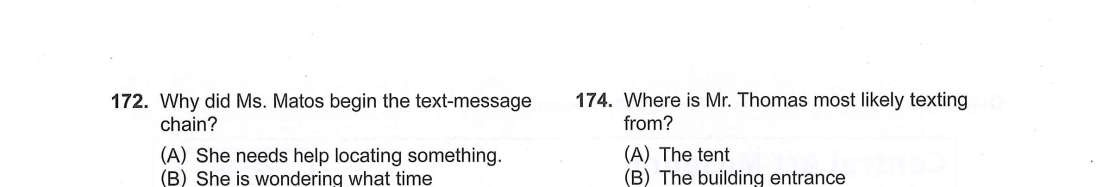 172. Why did Ms. Matos begin the text-message
chain?
(A) She needs help locating something.
(B) She is wondering what time
174. Where is Mr. Thomas most likely texting
from?
(A) The tent
(B) The building entrance